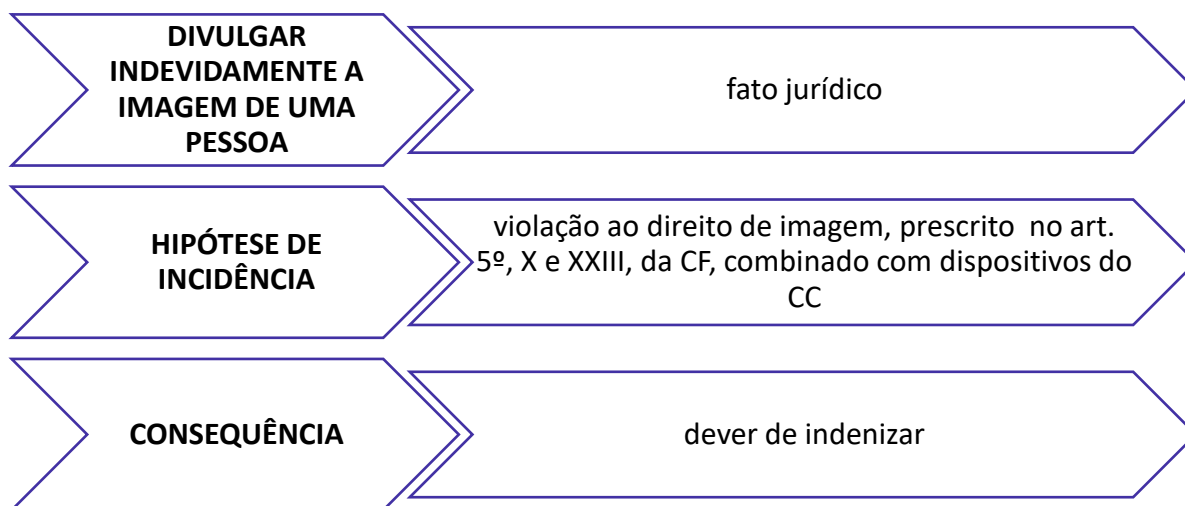 DIVULGAR
INDEVIDAMENTE A
IMAGEM DE UMA
PESSOA
fato jurídico
HIPÓTESE DE
INCIDÊNCIA
violação ao direito de imagem, prescrito no art.
5º, X e XXIII, da CF, combinado com dispositivos do
CC
CONSEQUÊNCIA
dever de indenizar